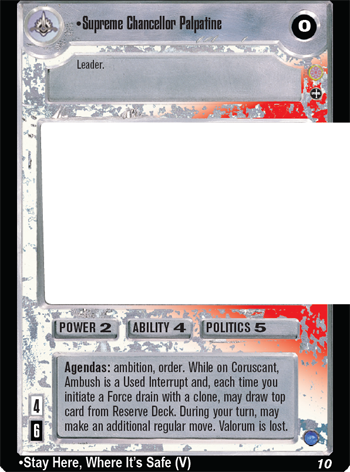 •Supreme Chancellor Palpatine
0
Leader.
POWER 2 ABILITY 4 POLITICS 5
Agendas: ambition, order. While on Coruscant,
Ambush is a Used Interrupt and, each time you
initiate a Force drain with a clone, may draw top
card from Reserve Deck. During your turn, may
make an additional regular move. Valorum is lost.
4
6
•Stay Here, Where It's Safe (V) 10